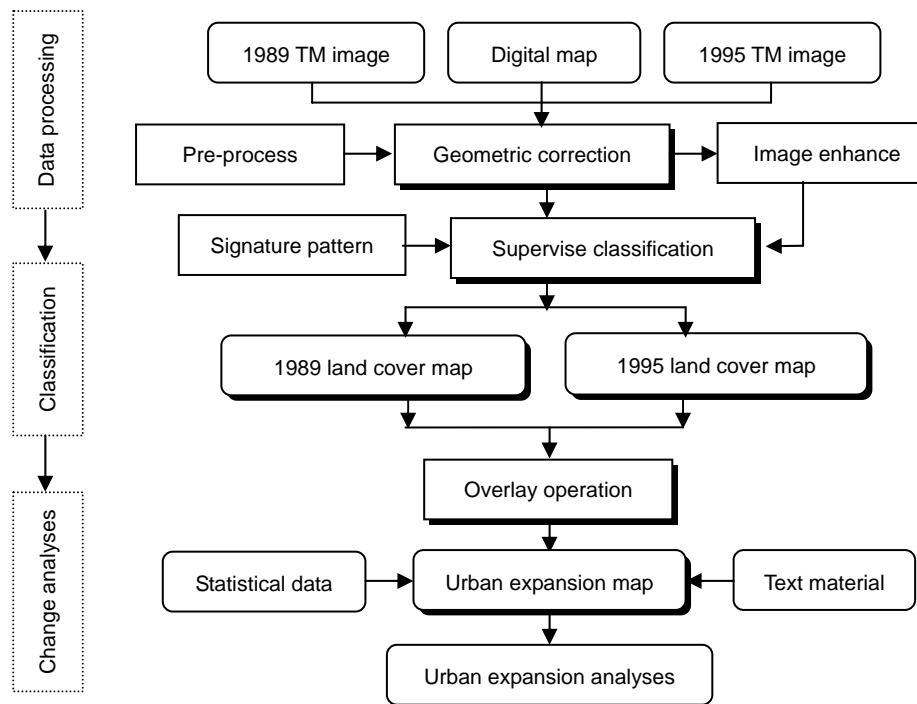 1989 TM image
Digital map
1995 TM image
Data processing
Pre-process
Geometric correction
Image enhance
Signature pattern
Supervise classification
Classification
1989 land cover map
1995 land cover map
Overlay operation
Change analyses
Statistical data
Urban expansion map
Text material
Urban expansion analyses